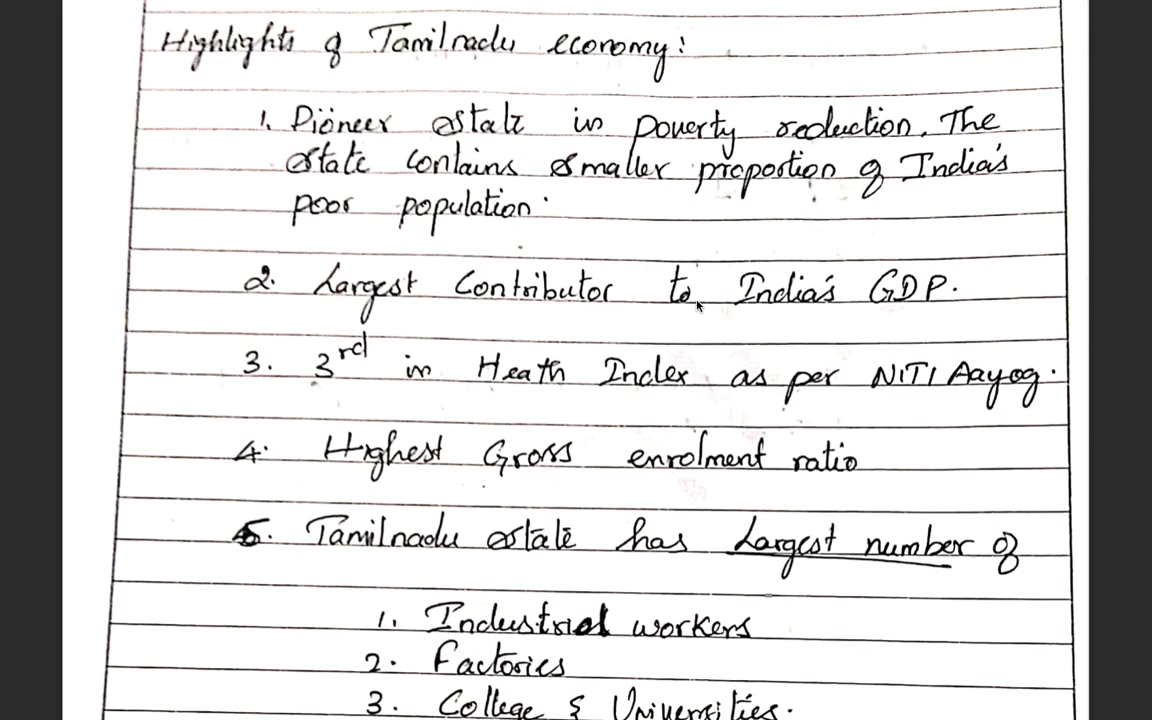 Highlights of Tamilnadu economy:
1. Pioneer state in poverty reduction. The
state contains smaller proportion of India's
poor population.
2. Largest Contributor to India's GDP.
3. 3rd in Heath Index as per NITI Aayog.
4. Highest Gross enrolment ratio
5. Tamilnadu state has Largest number of
1. Industrial workers
2. Factories
3. College & Universities.